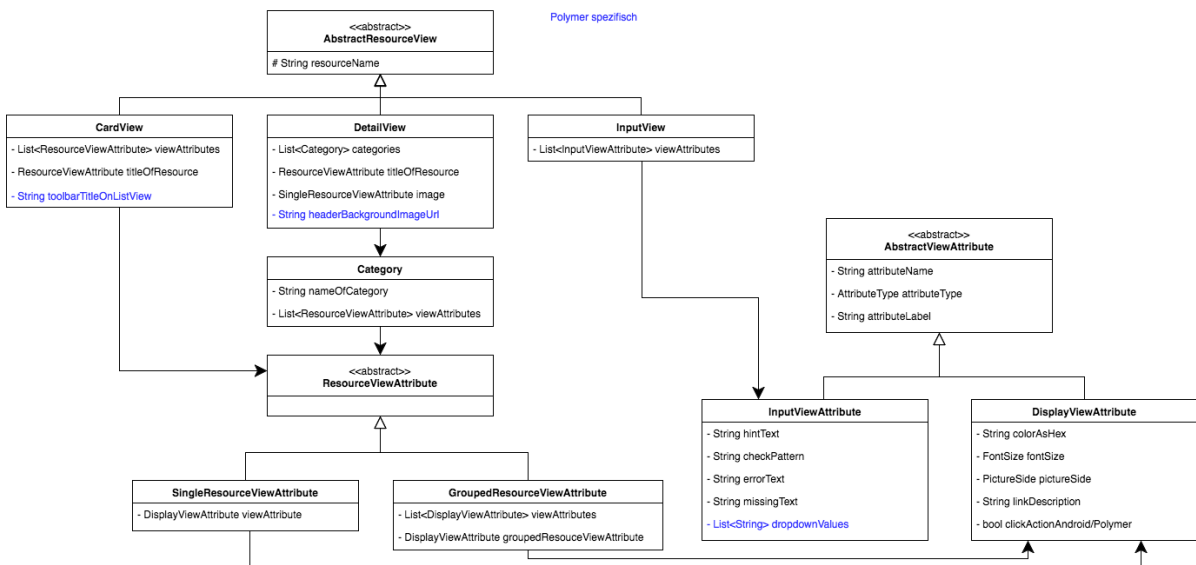 Polymer spezifisch
<<abstract>>
AbstractResourceView
# String resourceName
CardView
- List<ResourceViewAttribute> viewAttributes
- ResourceViewAttribute titleOfResource
- String toolbarTitleOnListView
DetailView
- List<Category> categories
- ResourceViewAttribute titleOfResource
- SingleResourceViewAttribute image
- String headerBackgroundImageUrl
InputView
- List<InputViewAttribute> viewAttributes
<<abstract>>
AbstractViewAttribute
- String attributeName
- AttributeType attributeType
- String attributeLabel
Category
- String nameOfCategory
- List<ResourceViewAttribute> viewAttributes
<<abstract>>
ResourceViewAttribute
InputViewAttribute
- String hintText
- String checkPattern
- String errorText
- String missingText
- List<String> dropdownValues
DisplayViewAttribute
- String colorAsHex
- FontSize fontSize
- PictureSide pictureSide
- String linkDescription
- bool clickActionAndroid/Polymer
SingleResourceViewAttribute
- DisplayViewAttribute viewAttribute
GroupedResourceViewAttribute
- List<DisplayViewAttribute> viewAttributes
- DisplayViewAttribute groupedResouceViewAttribute